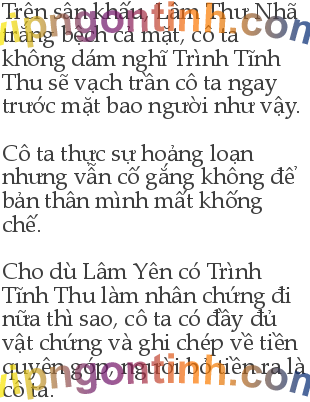 Trên sân khấu, Lâm Thư Nhã
trắng bệch cả mặt, cô ta
không dám nghĩ Trình Tĩnh
Thu sẽ vạch trần cô ta ngay
trước mặt bao người như vậy.
Cô ta thực sự hoảng loạn
nhưng vẫn cố gắng không để
bản thân mình mất khống
chế.
Cho dù Lâm Yên có Trình
Tĩnh Thu làm nhân chứng đi
nữa thì sao, cô ta có đầy đủ
vật chứng và ghi chép về tiền
quyên góp, người bỏ tiền ra là
cô ta.
vipngontinh.com